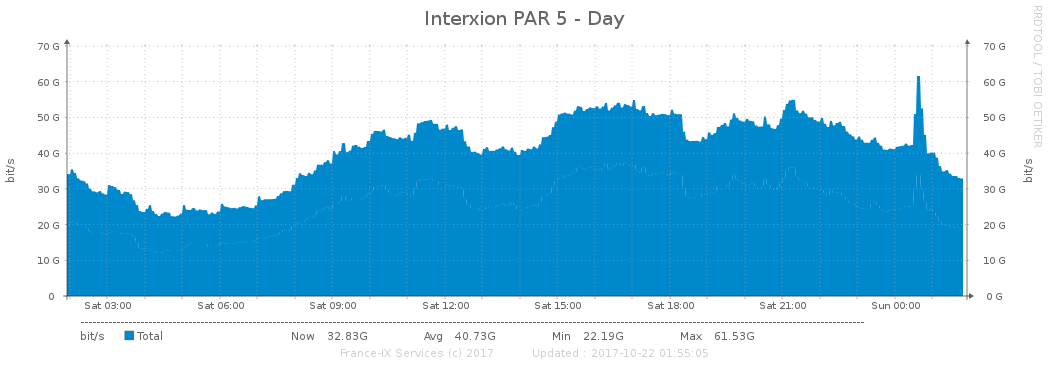 Interxion PAR 5 - Day
RRDTOOL / TOBI OETIKER
70 G 70 G
60 G 60 G
50 G 50 G
40 G 40 G
30 G 30 G
20 G 20 G
10 G 10 G
0 0 G
bit/s bit/s
Sat 03:00 Sat 06:00 Sat 09:00 Sat 12:00 Sat 15:00 Sat 18:00 Sat 21:00 Sun 00:00
bit/s Total Now 32.83G Avg 40.73G Min 22.19G Max 61.53G
France-IX Services (c) 2017 Updated : 2017-10-22 01:55:05